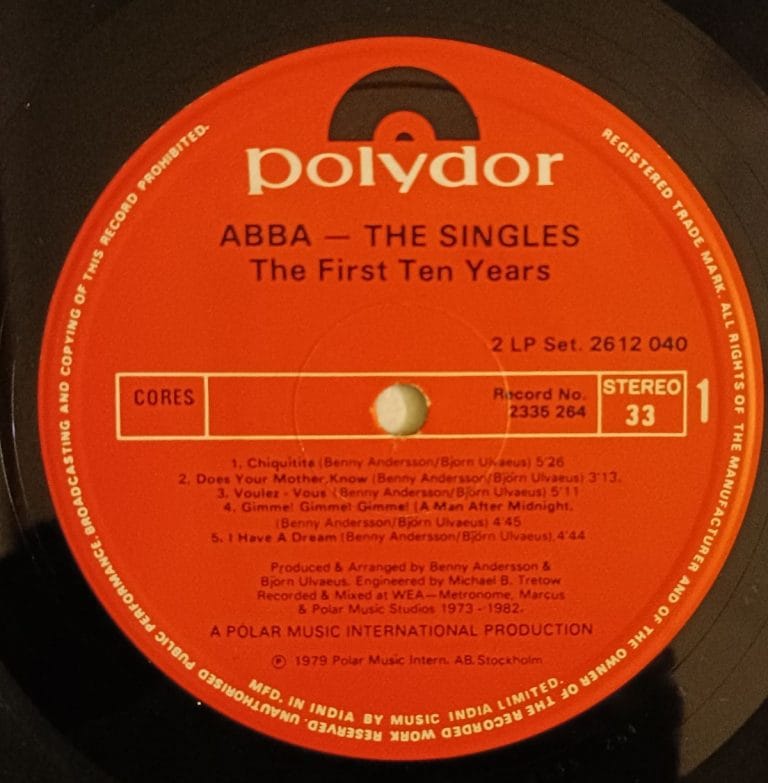 polydor
ABBA — THE SINGLES
The First Ten Years
2 LP Set. 2612 040
CORES
Record No.
2335 264
STEREO
33
1
1. Chiquitita (Benny Andersson/Bjorn Ulvaeus) 5'26
2. Does Your Mother Know (Benny Andersson/Björn Ulvaeus) 3'13.
3. Voulez - Vous (Benny Andersson/Björn Ulvaeus) 5'11
4. Gimme! Gimme! Gimme! (A Man After Midnight.
(Benny Andersson/Björn Ulvaeus) 4'45
5. I Have A Dream (Benny Andersson/Björn Ulvaeus) 4'44
Produced & Arranged by Benny Andersson &
Björn Ulvaeus. Engineered by Michael B. Tretow
Recorded & Mixed at WEA—Metronome, Marcus
& Polar Music Studios 1973 - 1982.
A POLAR MUSIC INTERNATIONAL PRODUCTION
℗ 1979 Polar Music Intern. AB. Stockholm
MFD. IN INDIA BY MUSIC INDIA LIMITED.
REGISTERED TRADE MARK. ALL RIGHTS OF THE MANUFACTURER AND OF THE OWNER OF THE RECORDED WORK RESERVED. UNAUTHORISED PUBLIC PERFORMANCE. BROADCASTING AND COPYING OF THIS RECORD PROHIBITED.